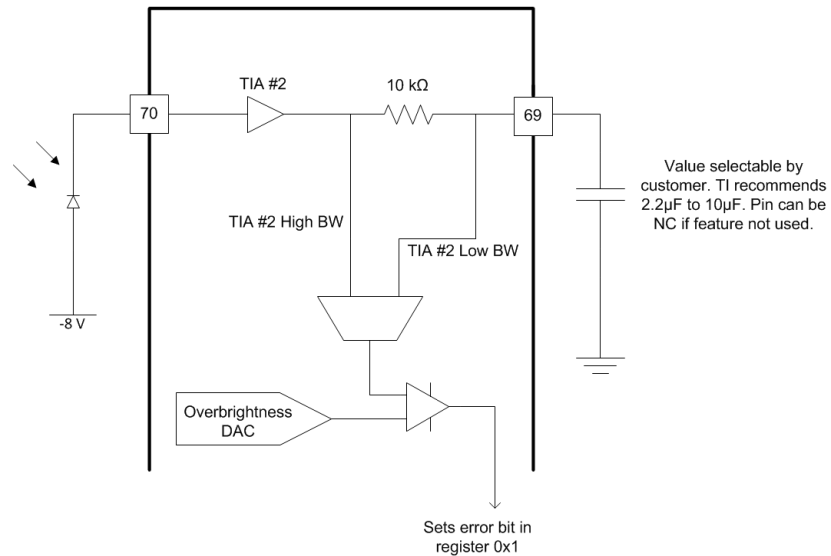 TIA #2
10 kΩ
70
69
Value selectable by
customer. TI recommends
2.2µF to 10µF. Pin can be
NC if feature not used.
TIA #2 High BW
TIA #2 Low BW
-8 V
Overbrightness
DAC
Sets error bit in
register 0x1